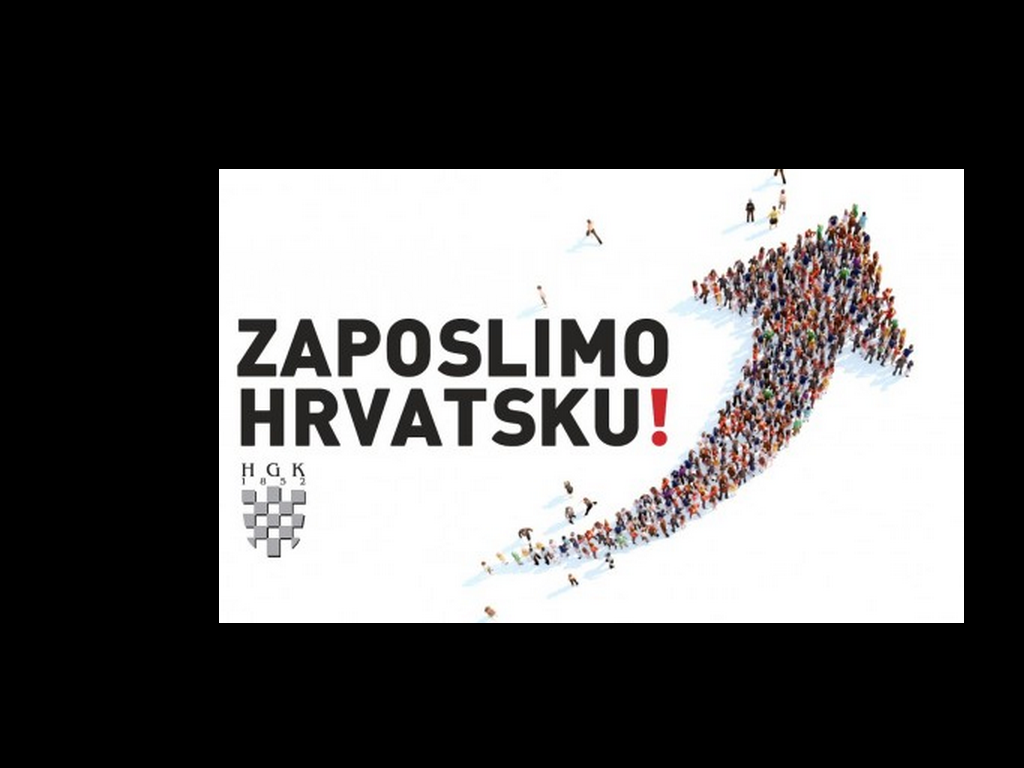 ZAPOSLIMO
HRVATSKU!
HGK
1852